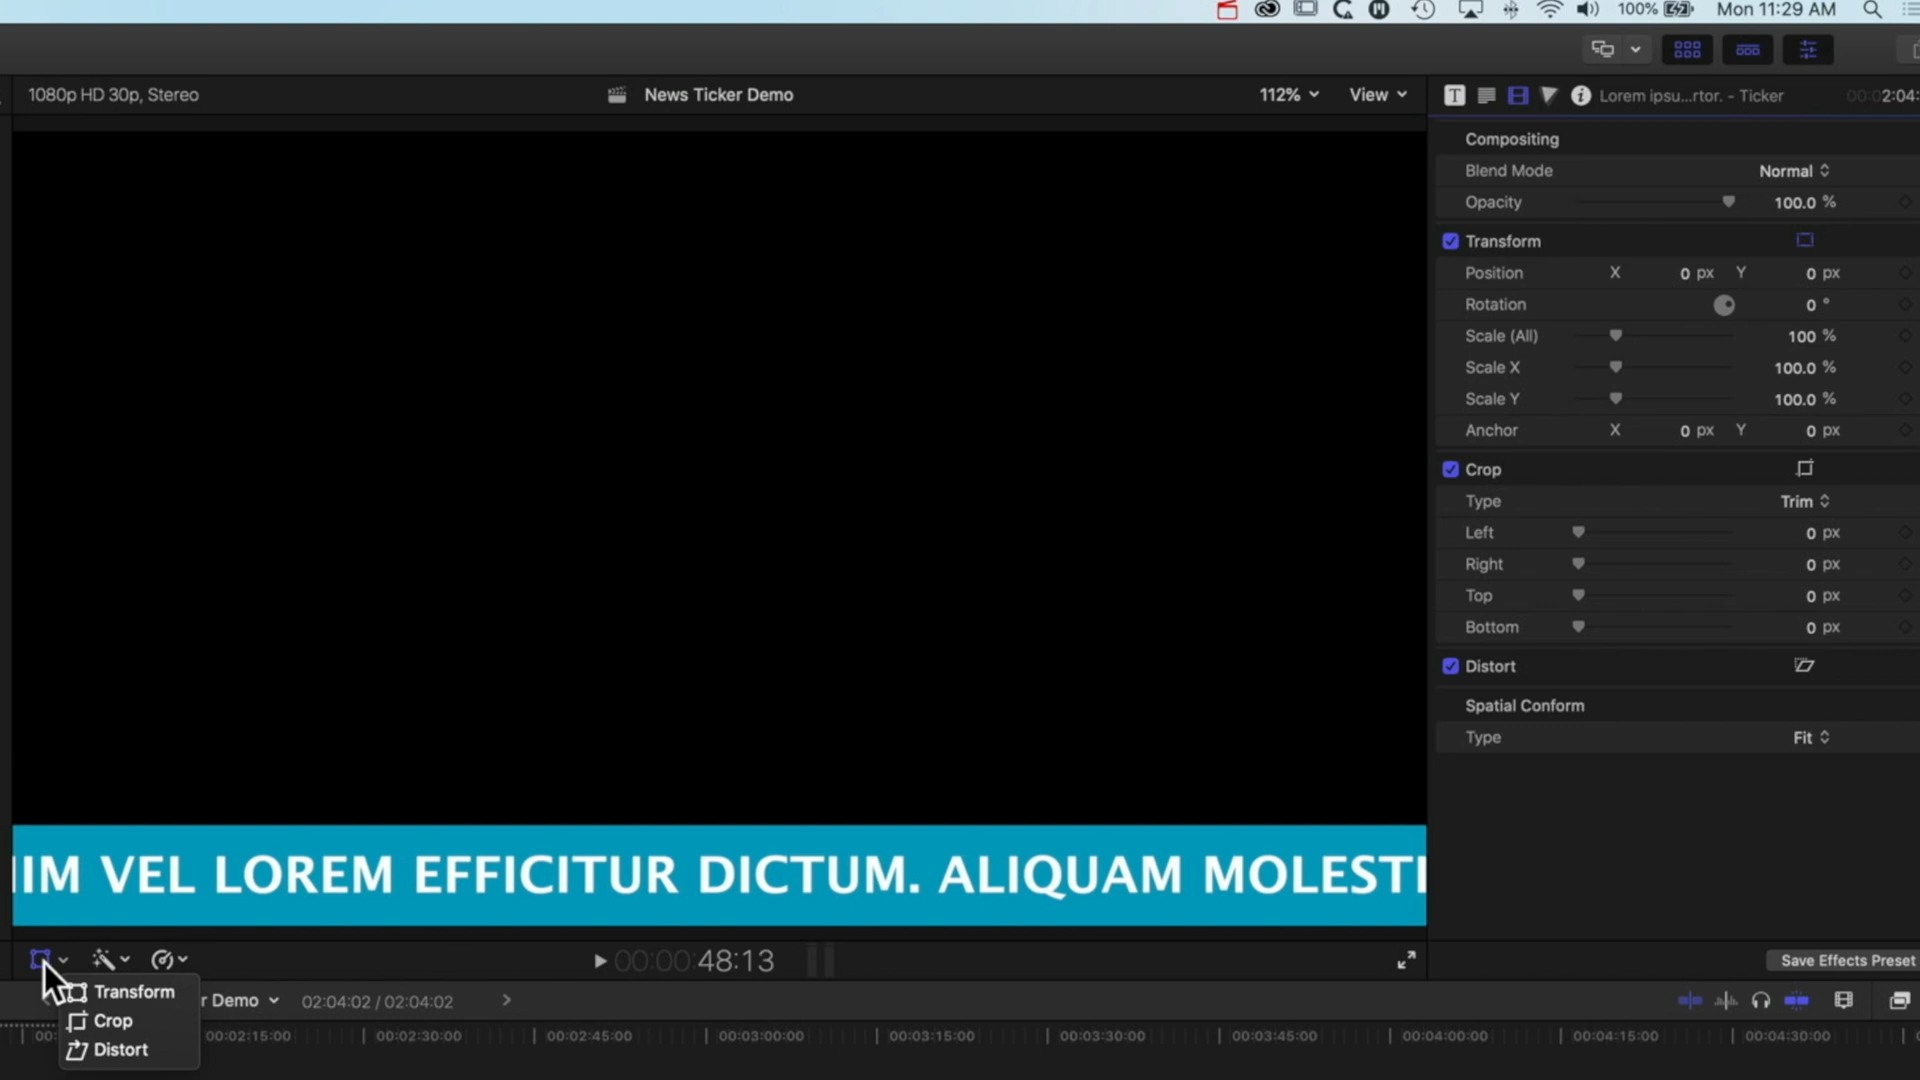 100% Mon 11:29 AM
1080p HD 30p, Stereo
News Ticker Demo
112% View
T Lorem ipsu...rtor. - Ticker 00:02:04:
Compositing
Blend Mode Normal
Opacity 100.0 %
Transform
Position X 0 px Y 0 px
Rotation 0 °
Scale (All) 100 %
Scale X 100.0 %
Scale Y 100.0 %
Anchor X 0 px Y 0 px
Crop
Type Trim
Left 0 px
Right 0 px
Top 0 px
Bottom 0 px
Distort
Spatial Conform
Type Fit
IM VEL LOREM EFFICITUR DICTUM. ALIQUAM MOLESTI
00:00:48:13
Save Effects Preset
Transform
Crop
Distort
r Demo 02:04:02 / 02:04:02
00: 00:02:15:00 00:02:30:00 00:02:45:00 00:03:00:00 00:03:15:00 00:03:30:00 00:03:45:00 00:04:00:00 00:04:15:00 00:04:30:00